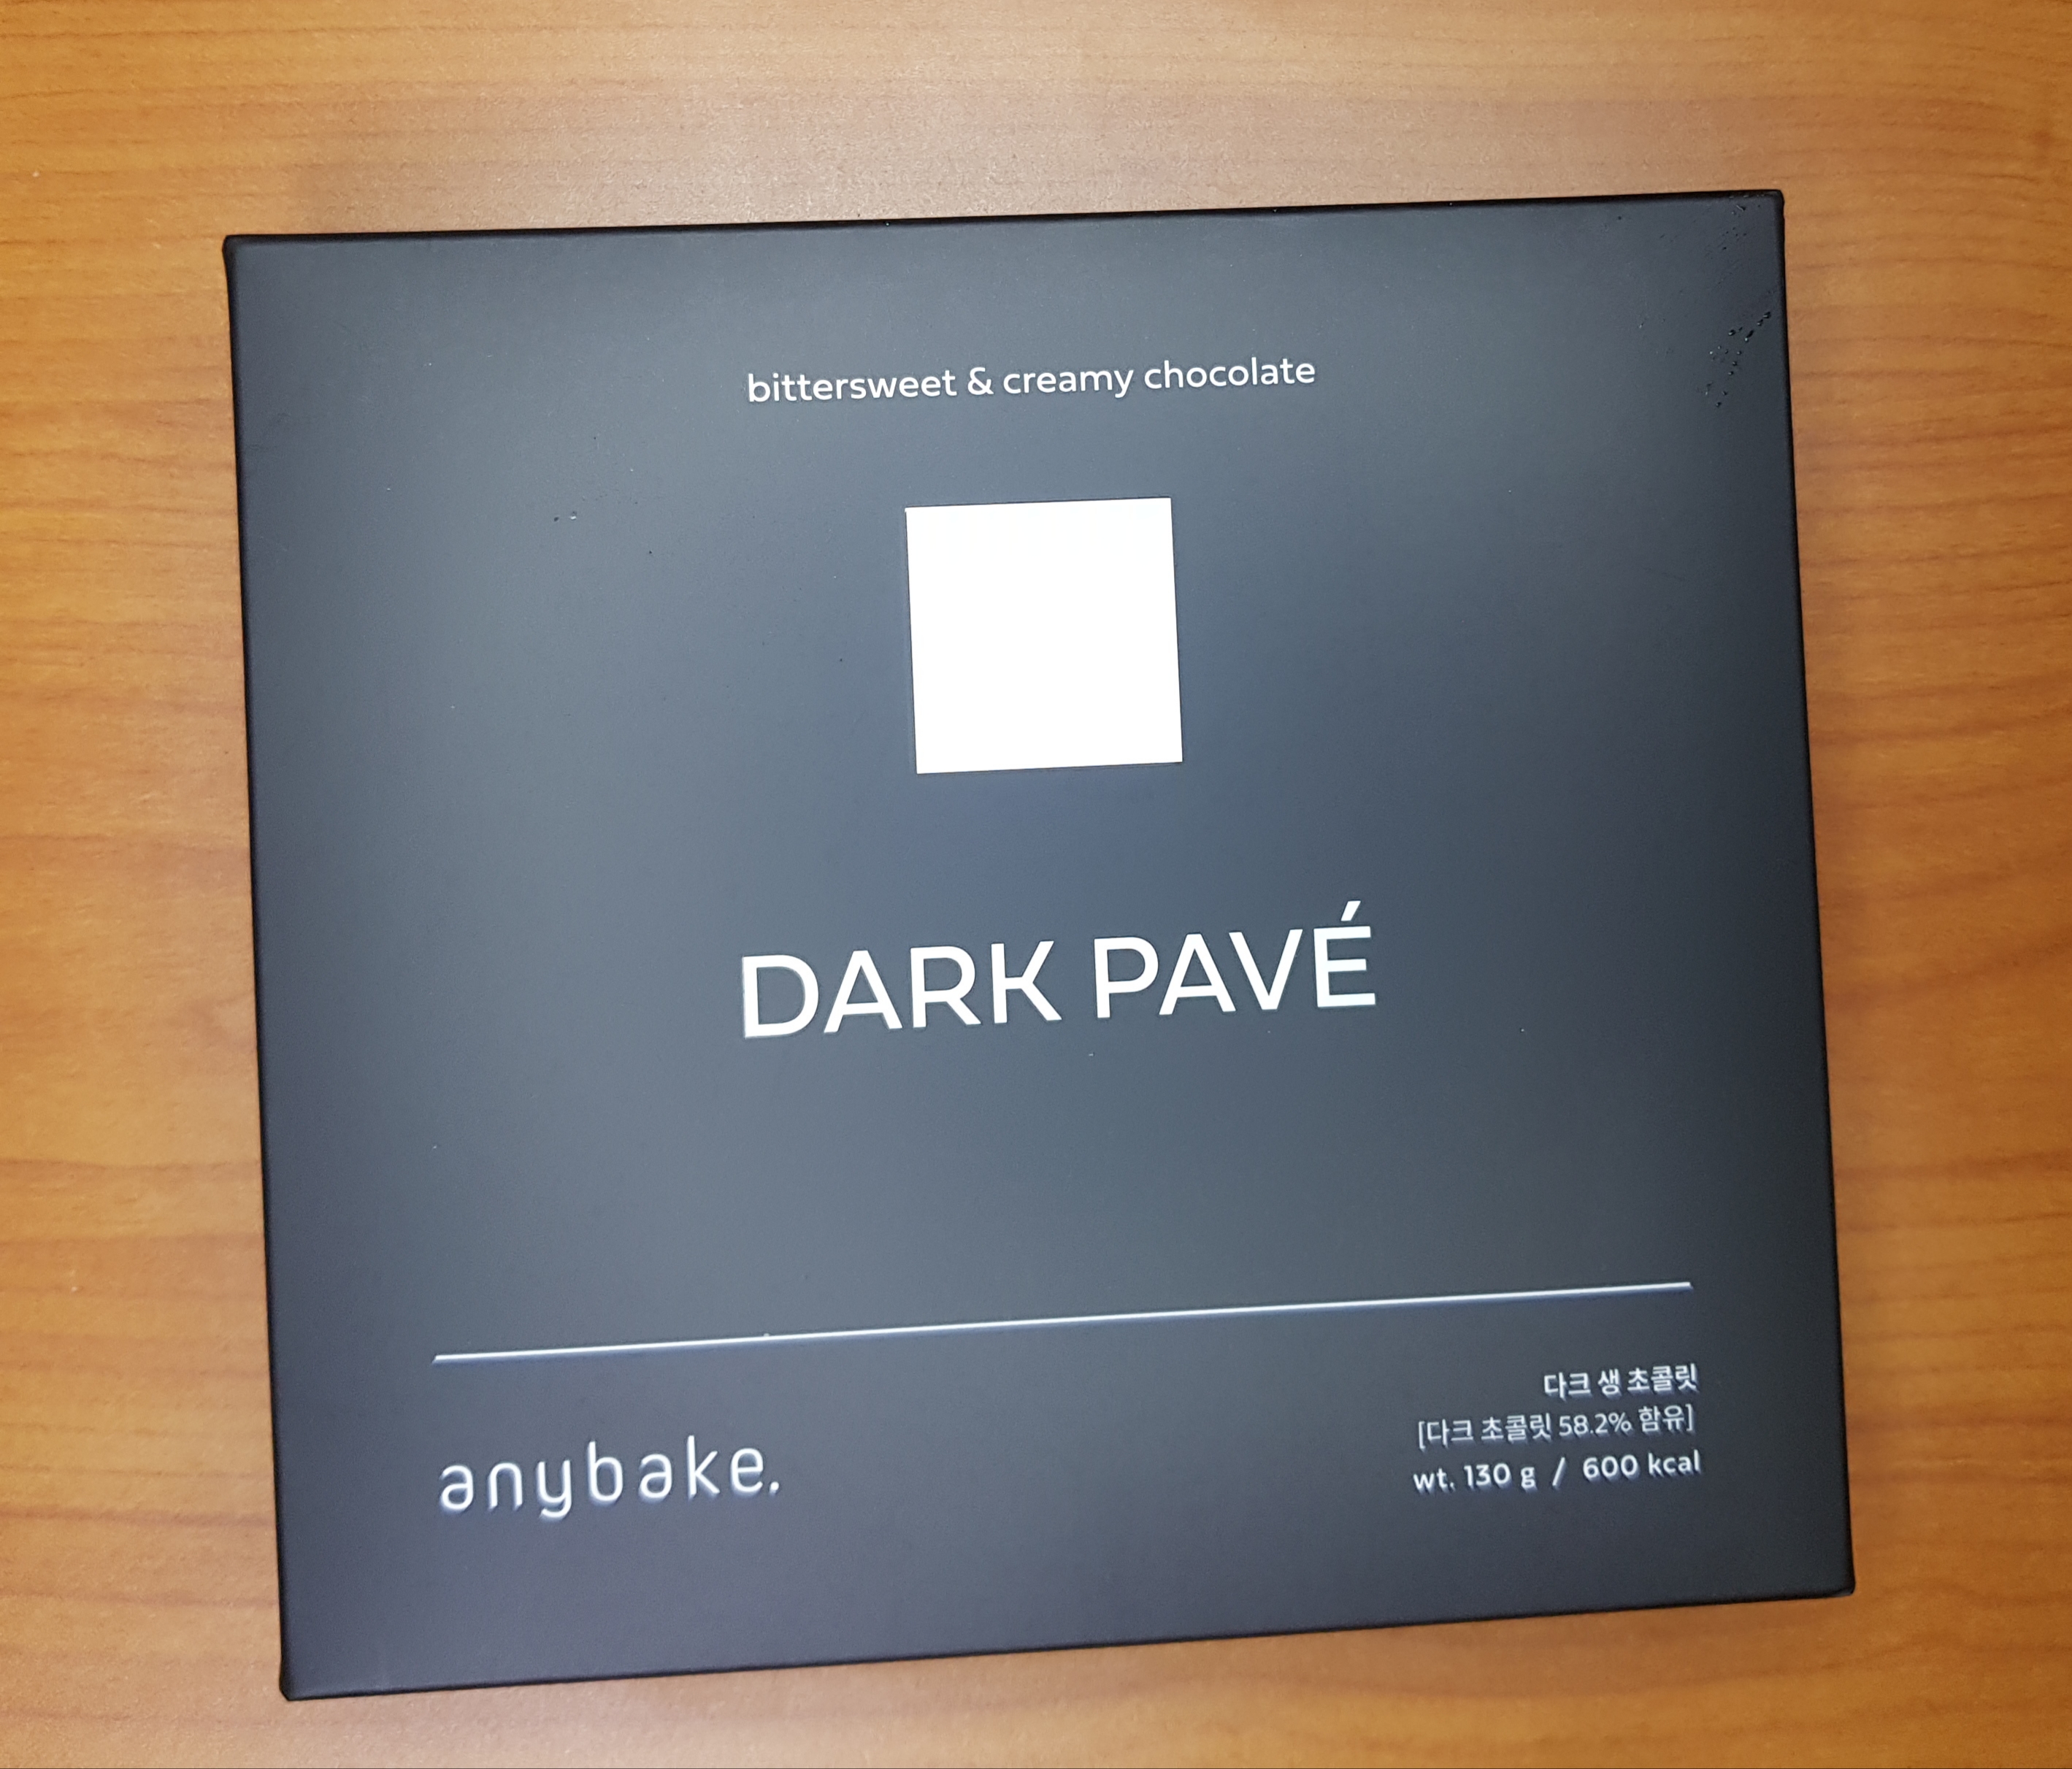 bittersweet & creamy chocolate
DARK PAVÉ
anybake.
다크 생 초콜릿
[다크 초콜릿 58.2% 함유]
wt. 130 g / 600 kcal